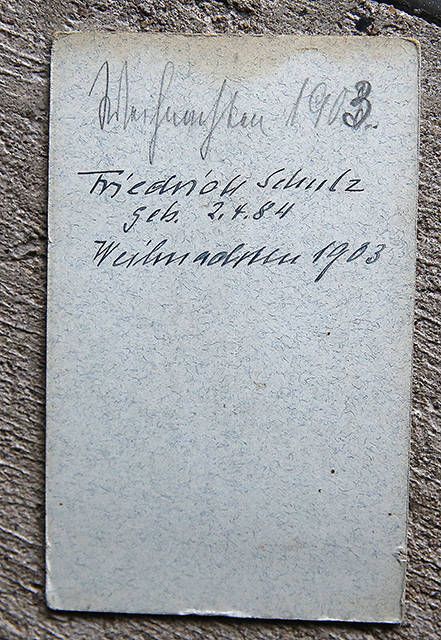 Weihnachten 1903.
Friedrich Schulz
geb. 2.4.84
Weihnachten 1903